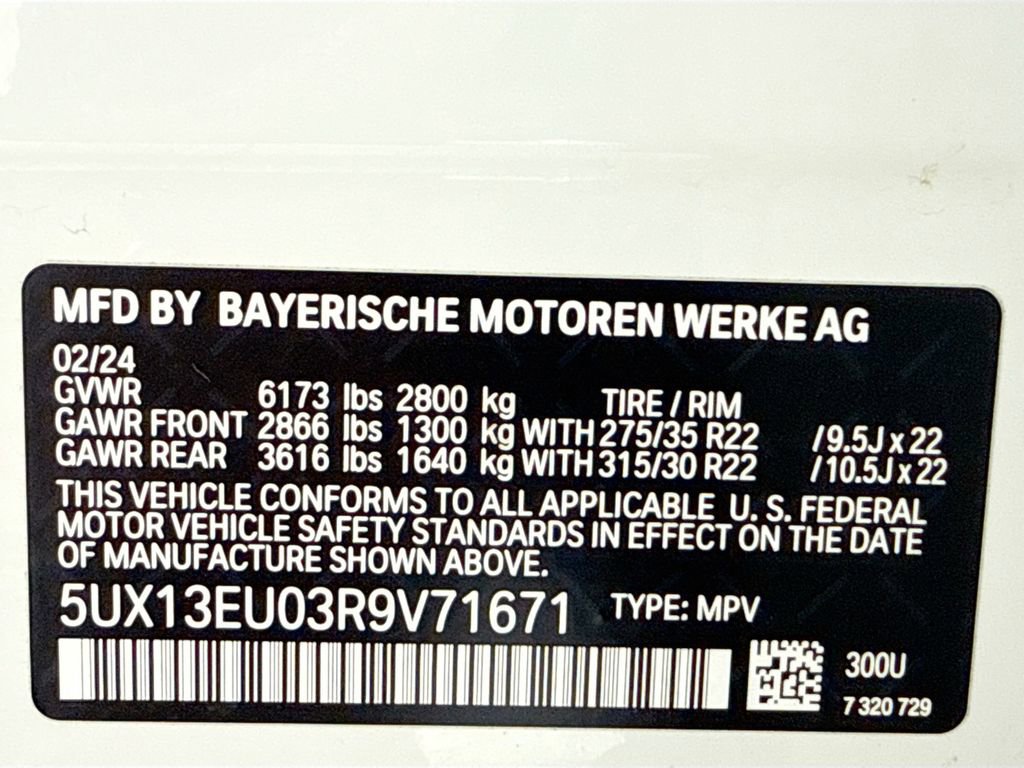 MFD BY BAYERISCHE MOTOREN WERKE AG
02/24
GVWR 6173 lbs 2800 kg TIRE / RIM
GAWR FRONT 2866 lbs 1300 kg WITH 275/35 R22 /9.5J x 22
GAWR REAR 3616 lbs 1640 kg WITH 315/30 R22 /10.5J x 22
THIS VEHICLE CONFORMS TO ALL APPLICABLE U. S. FEDERAL
MOTOR VEHICLE SAFETY STANDARDS IN EFFECT ON THE DATE
OF MANUFACTURE SHOWN ABOVE.
5UX13EU03R9V71671 TYPE: MPV
300U
7 320 729